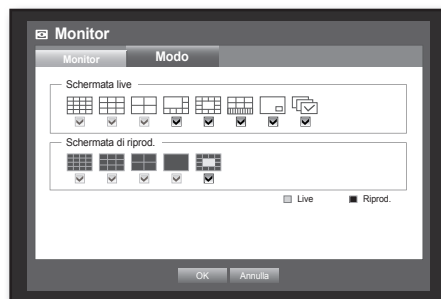 Monitor
Monitor Modo
Schermata live
Schermata di riprod.
Live Riprod.
OK Annulla